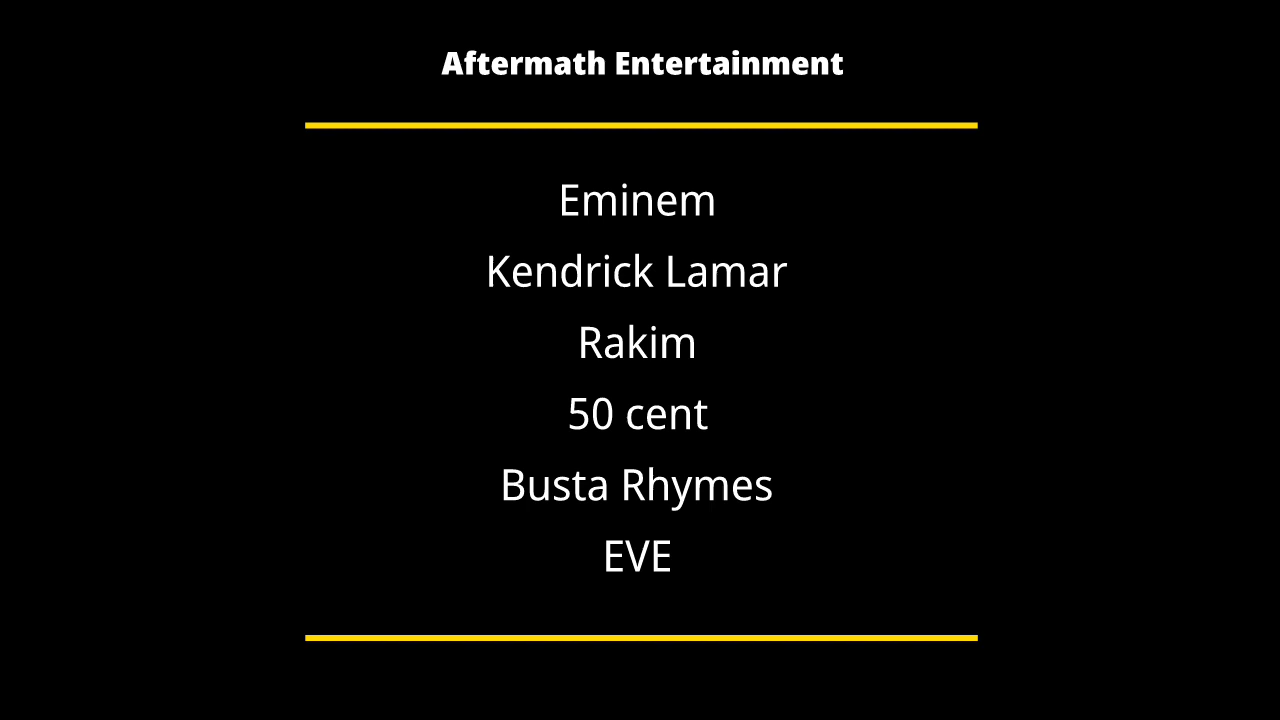 Aftermath Entertainment
Eminem
Kendrick Lamar
Rakim
50 cent
Busta Rhymes
EVE